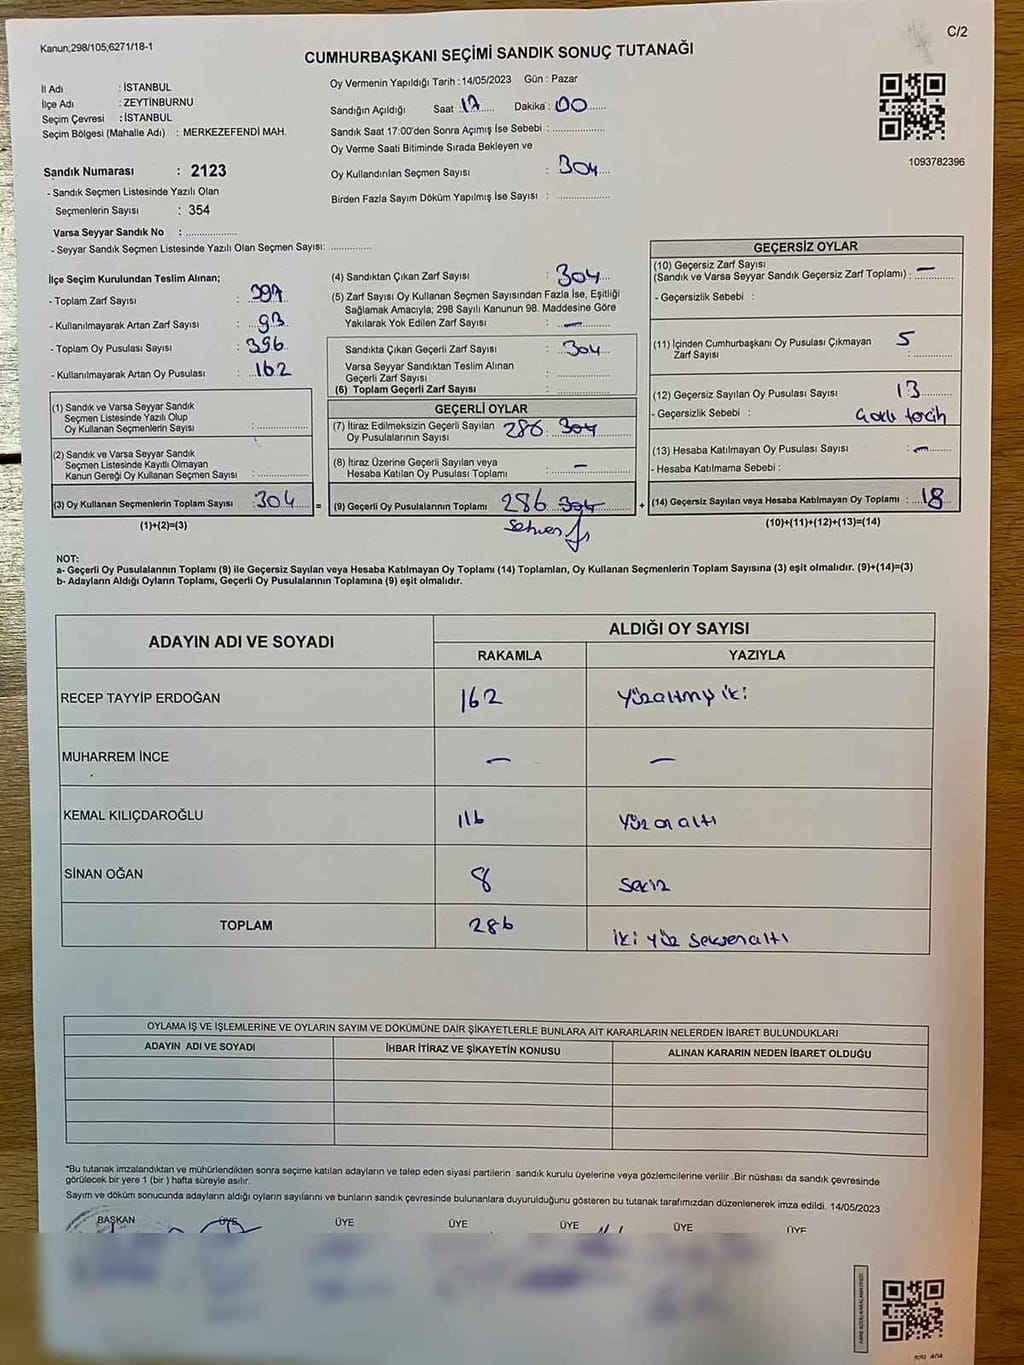 Kanun,298/105,6271/18-1
C/2
CUMHURBAŞKANI SEÇİMİ SANDIK SONUÇ TUTANAĞI
İl Adı : İSTANBUL
İlçe Adı : ZEYTİNBURNU
Seçim Çevresi : İSTANBUL
Seçim Bölgesi (Mahalle Adı) : MERKEZEFENDİ MAH.
Sandık Numarası : 2123
- Sandık Seçmen Listesinde Yazılı Olan
Seçmenlerin Sayısı : 354
Varsa Seyyar Sandık No : ..................
- Seyyar Sandık Seçmen Listesinde Yazılı Olan Seçmen Sayısı: ..............
Oy Vermenin Yapıldığı Tarih : 14/05/2023 Gün : Pazar
Sandığın Açıldığı Saat : 17 Dakika : 00
Sandık Saat 17:00'den Sonra Açımış İse Sebebi : ..................
Oy Verme Saati Bitiminde Sırada Bekleyen ve
Oy Kullandırılan Seçmen Sayısı : 304
Birden Fazla Sayım Döküm Yapılmış İse Sayısı : ..................
1093782396
İlçe Seçim Kurulundan Teslim Alınan;
- Toplam Zarf Sayısı : 397
- Kullanılmayarak Artan Zarf Sayısı : 93
- Toplam Oy Pusulası Sayısı : 396
- Kullanılmayarak Artan Oy Pusulası : 162
(1) Sandık ve Varsa Seyyar Sandık
Seçmen Listesinde Yazılı Olup
Oy Kullanan Seçmenlerin Sayısı : ..............
(2) Sandık ve Varsa Seyyar Sandık
Seçmen Listesinde Kayıtlı Olmayan
Kanun Gereği Oy Kullanan Seçmen Sayısı : ..............
(3) Oy Kullanan Seçmenlerin Toplam Sayısı : 304 =
(1)+(2)=(3)
(4) Sandıktan Çıkan Zarf Sayısı : 304
(5) Zarf Sayısı Oy Kullanan Seçmen Sayısından Fazla İse, Eşitliği
Sağlamak Amacıyla; 298 Sayılı Kanunun 98. Maddesine Göre
Yakılarak Yok Edilen Zarf Sayısı : —
Sandıkta Çıkan Geçerli Zarf Sayısı : 304
Varsa Seyyar Sandıktan Teslim Alınan
Geçerli Zarf Sayısı : ..............
(6) Toplam Geçerli Zarf Sayısı : ..............
GEÇERLİ OYLAR
(7) İtiraz Edilmeksizin Geçerli Sayılan
Oy Pusulalarının Sayısı 286 : 304
(8) İtiraz Üzerine Geçerli Sayılan veya
Hesaba Katılan Oy Pusulası Toplamı : —
(9) Geçerli Oy Pusulalarının Toplamı 286 : 304 +
Sehven
GEÇERSİZ OYLAR
(10) Geçersiz Zarf Sayısı
(Sandık ve Varsa Seyyar Sandık Geçersiz Zarf Toplamı) : —
- Geçersizlik Sebebi :
(11) İçinden Cumhurbaşkanı Oy Pusulası Çıkmayan
Zarf Sayısı : 5
(12) Geçersiz Sayılan Oy Pusulası Sayısı : 13
- Geçersizlik Sebebi : Çoklu tercih
(13) Hesaba Katılmayan Oy Pusulası Sayısı : —
- Hesaba Katılmama Sebebi :
(14) Geçersiz Sayılan veya Hesaba Katılmayan Oy Toplamı : 18
(10)+(11)+(12)+(13)=(14)
NOT:
a- Geçerli Oy Pusulalarının Toplamı (9) ile Geçersiz Sayılan veya Hesaba Katılmayan Oy Toplamı (14) Toplamları, Oy Kullanan Seçmenlerin Toplam Sayısına (3) eşit olmalıdır. (9)+(14)=(3)
b- Adayların Aldığı Oyların Toplamı, Geçerli Oy Pusulalarının Toplamına (9) eşit olmalıdır.
ADAYIN ADI VE SOYADI ALDIĞI OY SAYISI
RAKAMLA YAZIYLA
RECEP TAYYİP ERDOĞAN 162 Yüzaltmış iki
MUHARREM İNCE — —
KEMAL KILIÇDAROĞLU 116 Yüz on altı
SİNAN OĞAN 8 Sekiz
TOPLAM 286 iki yüz seksen altı
OYLAMA İŞ VE İŞLEMLERİNE VE OYLARIN SAYIM VE DÖKÜMÜNE DAİR ŞİKAYETLERLE BUNLARA AİT KARARLARIN NELERDEN İBARET BULUNDUKLARI
ADAYIN ADI VE SOYADI İHBAR İTİRAZ VE ŞİKAYETİN KONUSU ALINAN KARARIN NEDEN İBARET OLDUĞU
*Bu tutanak imzalandıktan ve mühürlendikten sonra seçime katılan adayların ve talep eden siyasi partilerin sandık kurulu üyelerine veya gözlemcilerine verilir .Bir nüshası da sandık çevresinde
görülecek bir yere 1 (bir ) hafta süreyle asılır.
Sayım ve döküm sonucunda adayların aldığı oyların sayılarını ve bunların sandık çevresinde bulunanlara duyurulduğunu gösteren bu tutanak tarafımızdan düzenlenerek imza edildi. 14/05/2023
BAŞKAN ÜYE ÜYE ÜYE ÜYE ÜYE ÜYE